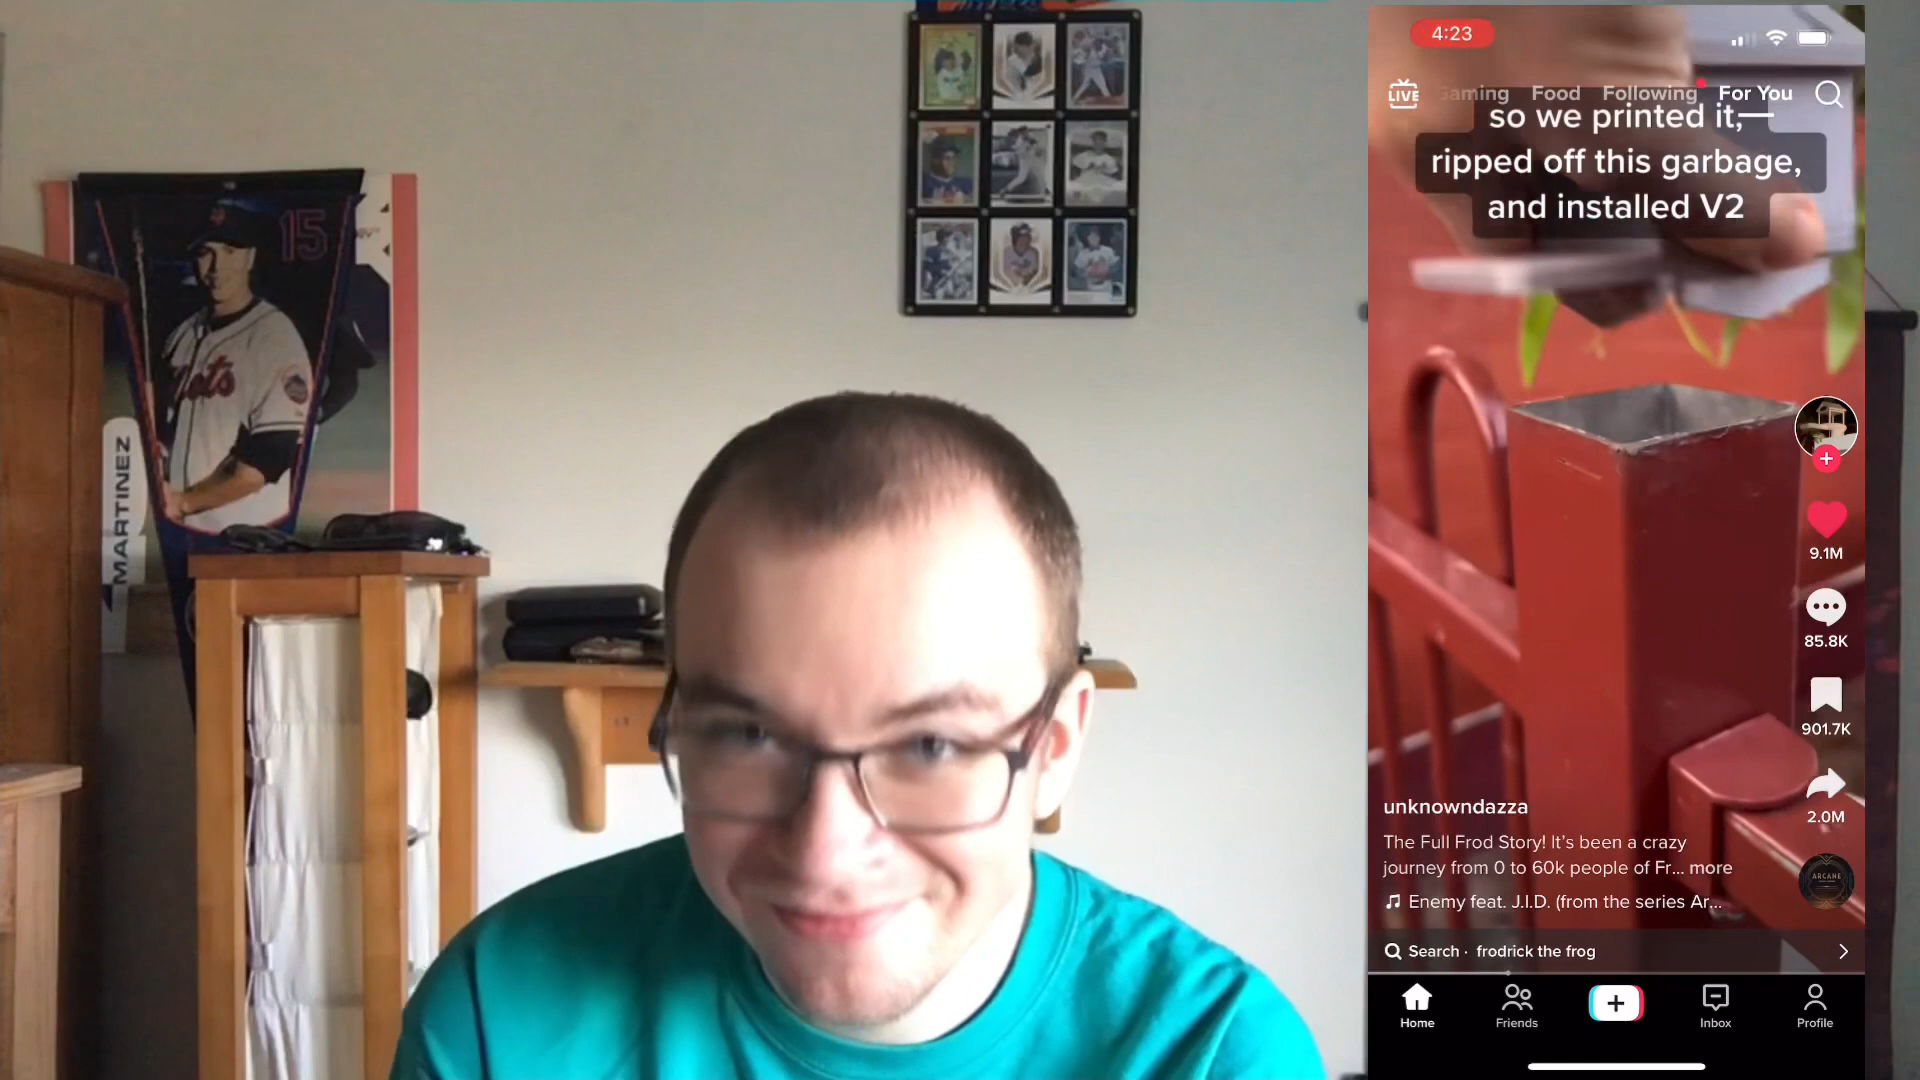 15
Mets
MARTINEZ
4:23
LIVE
Gaming
Food
Following
For You
so we printed it,
ripped off this garbage,
and installed V2
9.1M
85.8K
901.7K
2.0M
unknowndazza
The Full Frod Story! It's been a crazy
journey from 0 to 60k people of Fr... more
ARCANE
Enemy feat. J.I.D. (from the series Ar...
Search · frodrick the frog
Home
Friends
Inbox
Profile